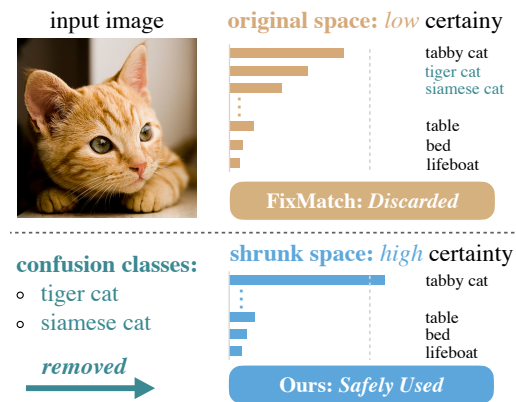 input image
original space: low certainy
tabby cat
tiger cat
siamese cat
table
bed
lifeboat
FixMatch: Discarded
confusion classes:
tiger cat
siamese cat
removed
shrunk space: high certainty
tabby cat
table
bed
lifeboat
Ours: Safely Used